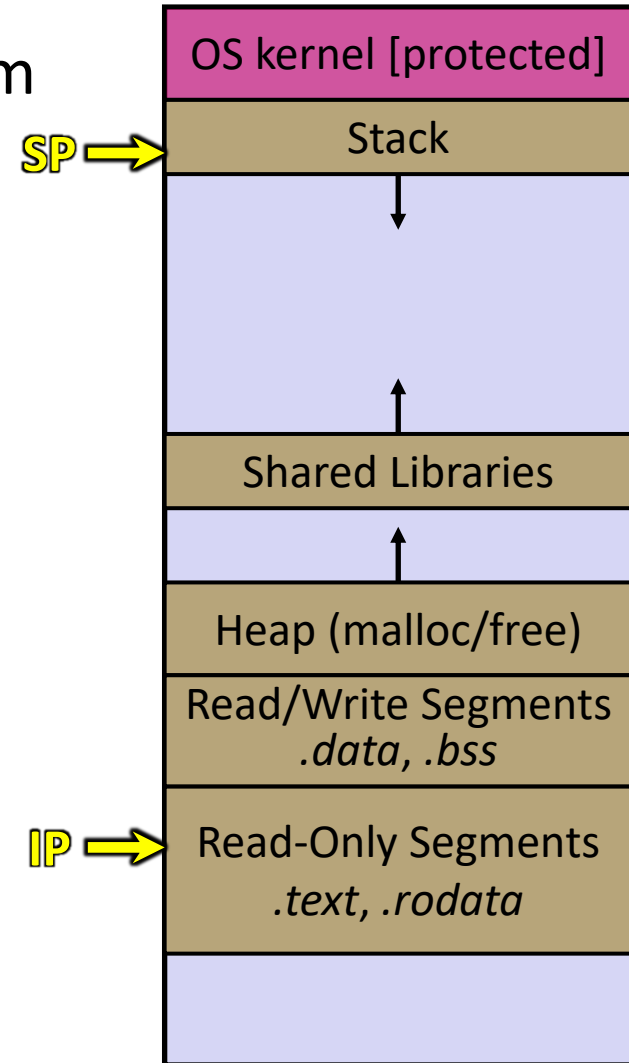 m
OS kernel [protected]
SP
Stack
Shared Libraries
Heap (malloc/free)
Read/Write Segments
.data, .bss
IP
Read-Only Segments
.text, .rodata